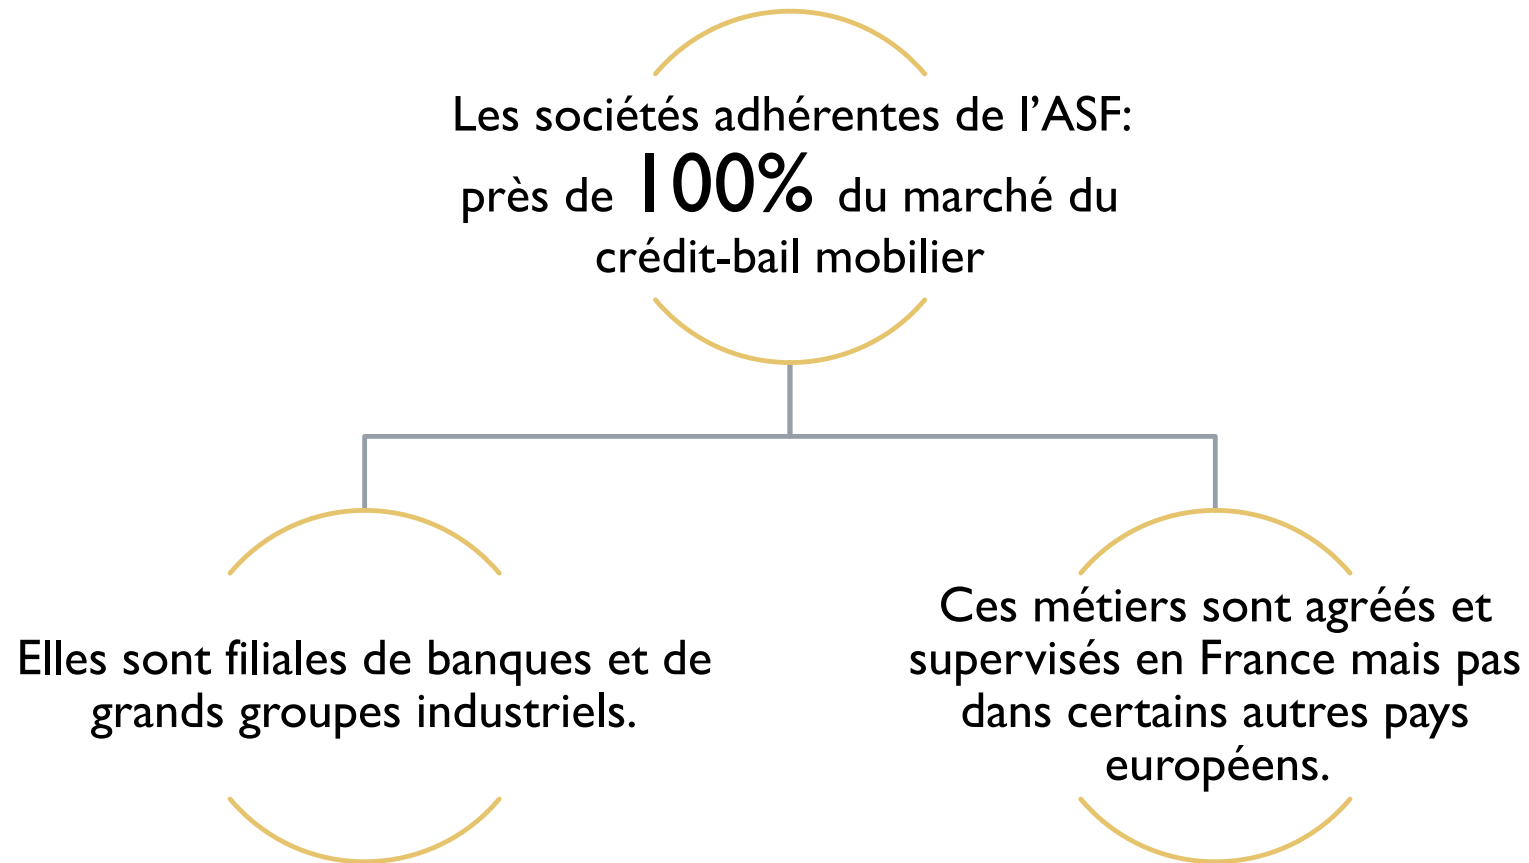 Les sociétés adhérentes de l’ASF:
près de 100% du marché du
crédit-bail mobilier
Elles sont filiales de banques et de
grands groupes industriels.
Ces métiers sont agréés et
supervisés en France mais pas
dans certains autres pays
européens.